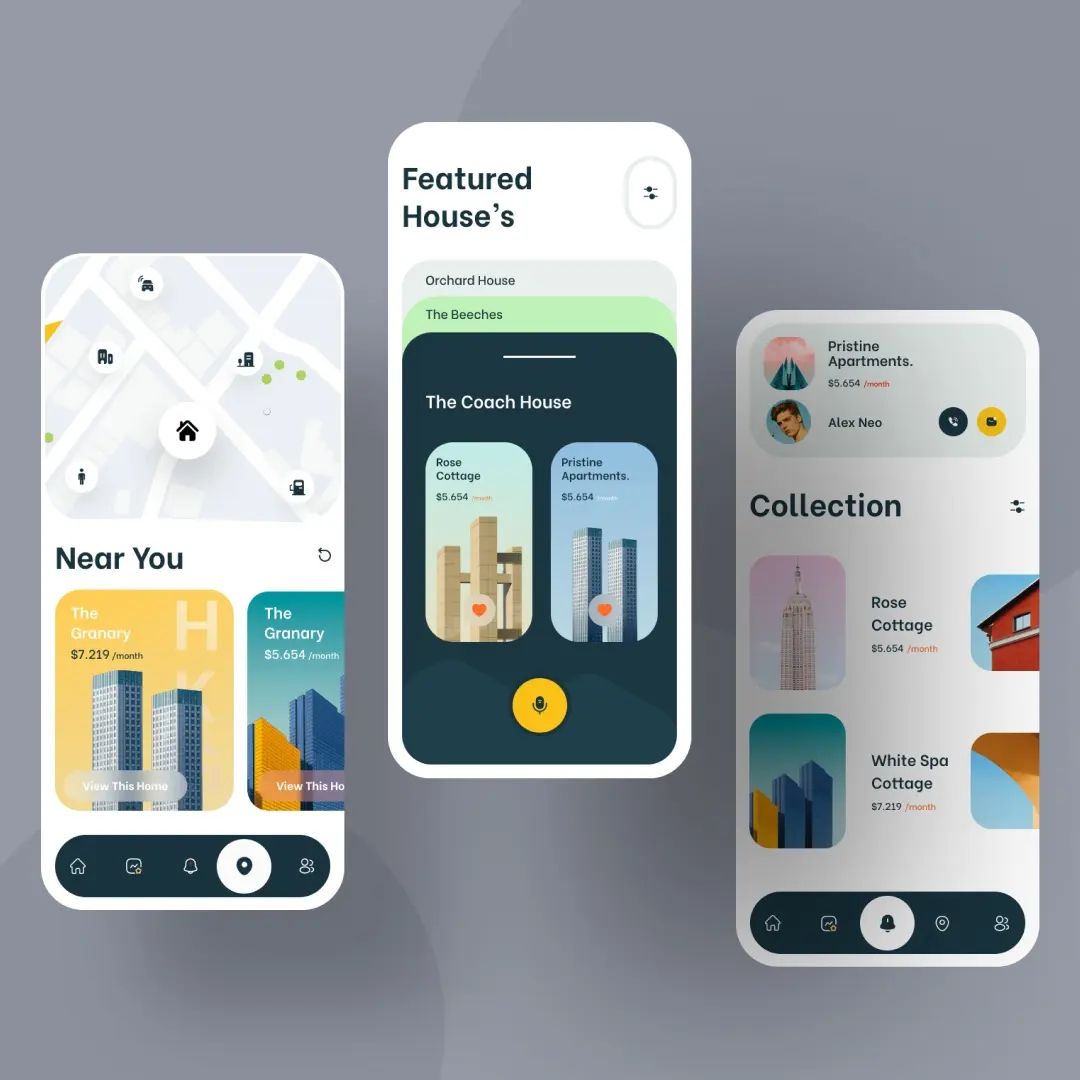 Near You
The
Granary
$7.219 /month
H
K
View This Home
The
Granary
$5.654 /month
View This Ho
Featured
House’s
Orchard House
The Beeches
The Coach House
Rose
Cottage
$5.654 /month
Pristine
Apartments.
$5.654 /month
Pristine
Apartments.
$5.654 /month
Alex Neo
Collection
Rose
Cottage
$5.654 /month
White Spa
Cottage
$7.219 /month